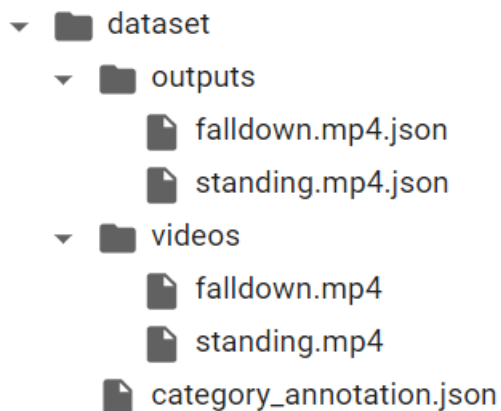 dataset
outputs
falldown.mp4.json
standing.mp4.json
videos
falldown.mp4
standing.mp4
category_annotation.json